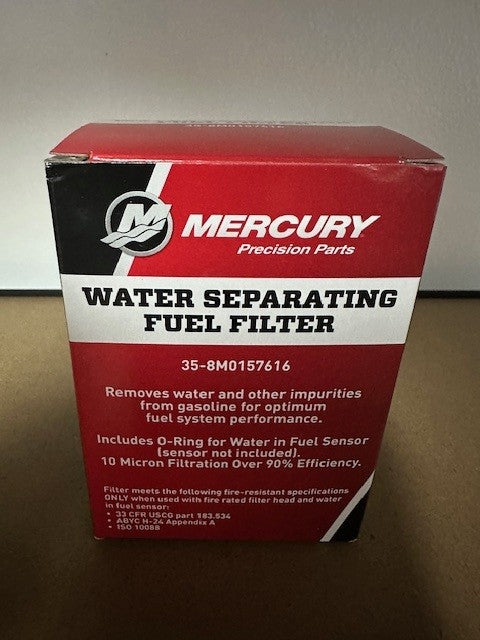 35-8M0157616
MERCURY
Precision Parts
WATER SEPARATING
FUEL FILTER
35-8M0157616
Removes water and other impurities
from gasoline for optimum
fuel system performance.
Includes O-Ring for Water in Fuel Sensor
(sensor not included).
10 Micron Filtration Over 90% Efficiency.
Filter meets the following fire-resistant specifications
ONLY when used with fire rated filter head and water
in fuel sensor:
• 33 CFR USCG part 183.534
• ABYC H-24 Appendix A
• ISO 10088